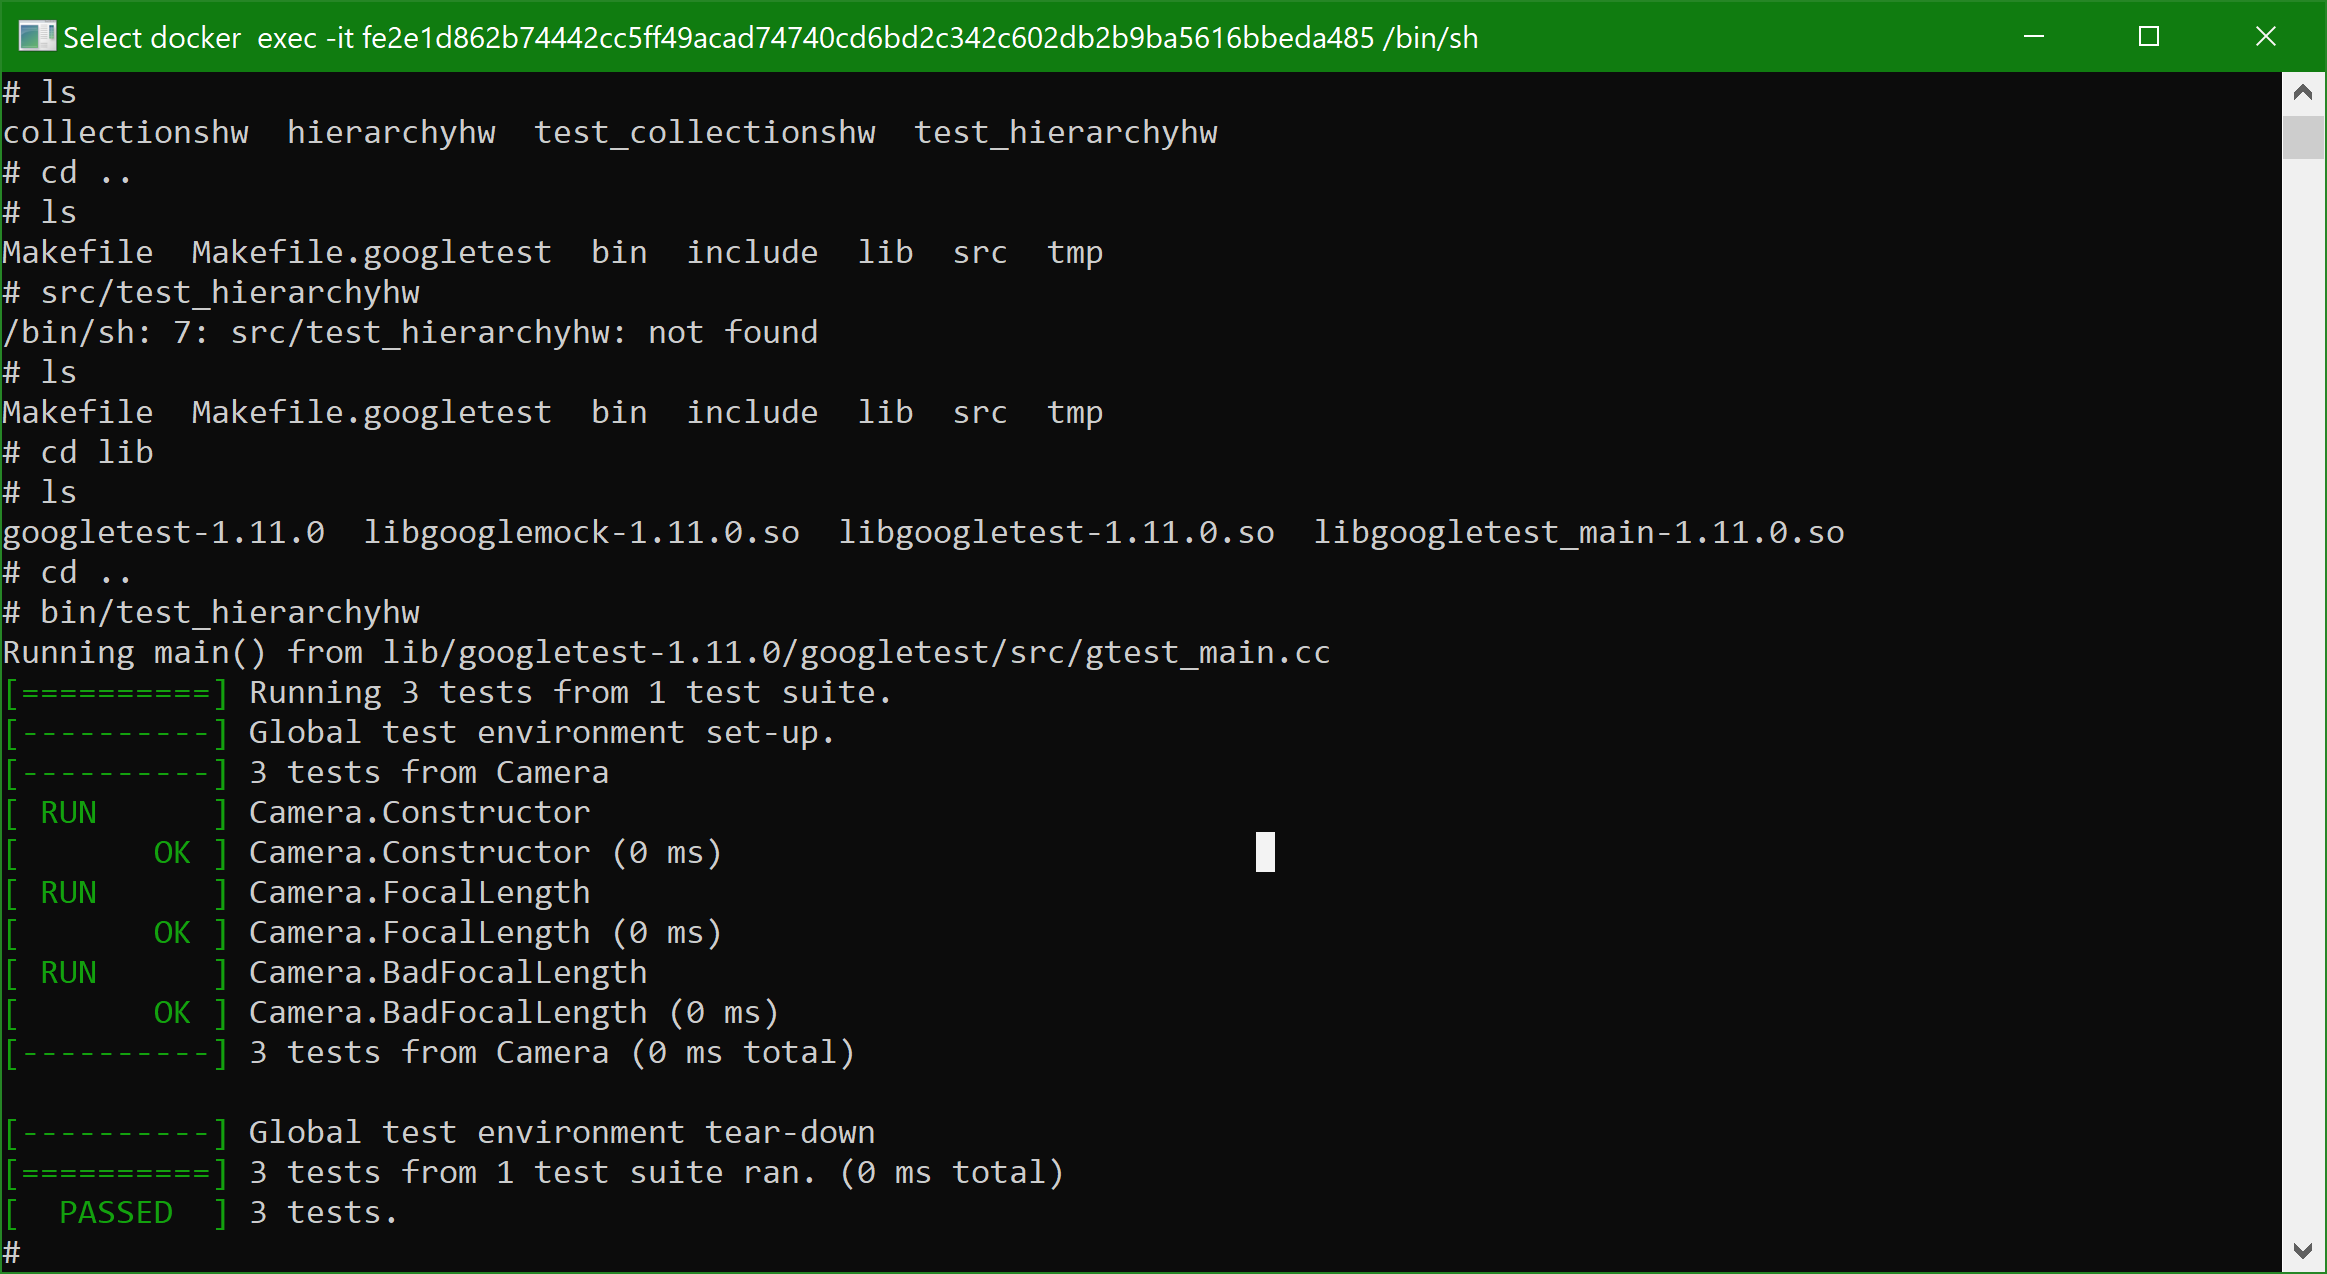 Select docker  exec -it fe2e1d862b74442cc5ff49acad74740cd6bd2c342c602db2b9ba5616bbeda485 /bin/sh
# ls
collectionshw  hierarchyhw  test_collectionshw  test_hierarchyhw
# cd ..
# ls
Makefile  Makefile.googletest  bin  include  lib  src  tmp
# src/test_hierarchyhw
/bin/sh: 7: src/test_hierarchyhw: not found
# ls
Makefile  Makefile.googletest  bin  include  lib  src  tmp
# cd lib
# ls
googletest-1.11.0  libgooglemock-1.11.0.so  libgoogletest-1.11.0.so  libgoogletest_main-1.11.0.so
# cd ..
# bin/test_hierarchyhw
Running main() from lib/googletest-1.11.0/googletest/src/gtest_main.cc
[==========] Running 3 tests from 1 test suite.
[----------] Global test environment set-up.
[----------] 3 tests from Camera
[ RUN      ] Camera.Constructor
[       OK ] Camera.Constructor (0 ms)
[ RUN      ] Camera.FocalLength
[       OK ] Camera.FocalLength (0 ms)
[ RUN      ] Camera.BadFocalLength
[       OK ] Camera.BadFocalLength (0 ms)
[----------] 3 tests from Camera (0 ms total)

[----------] Global test environment tear-down
[==========] 3 tests from 1 test suite ran. (0 ms total)
[  PASSED  ] 3 tests.
#